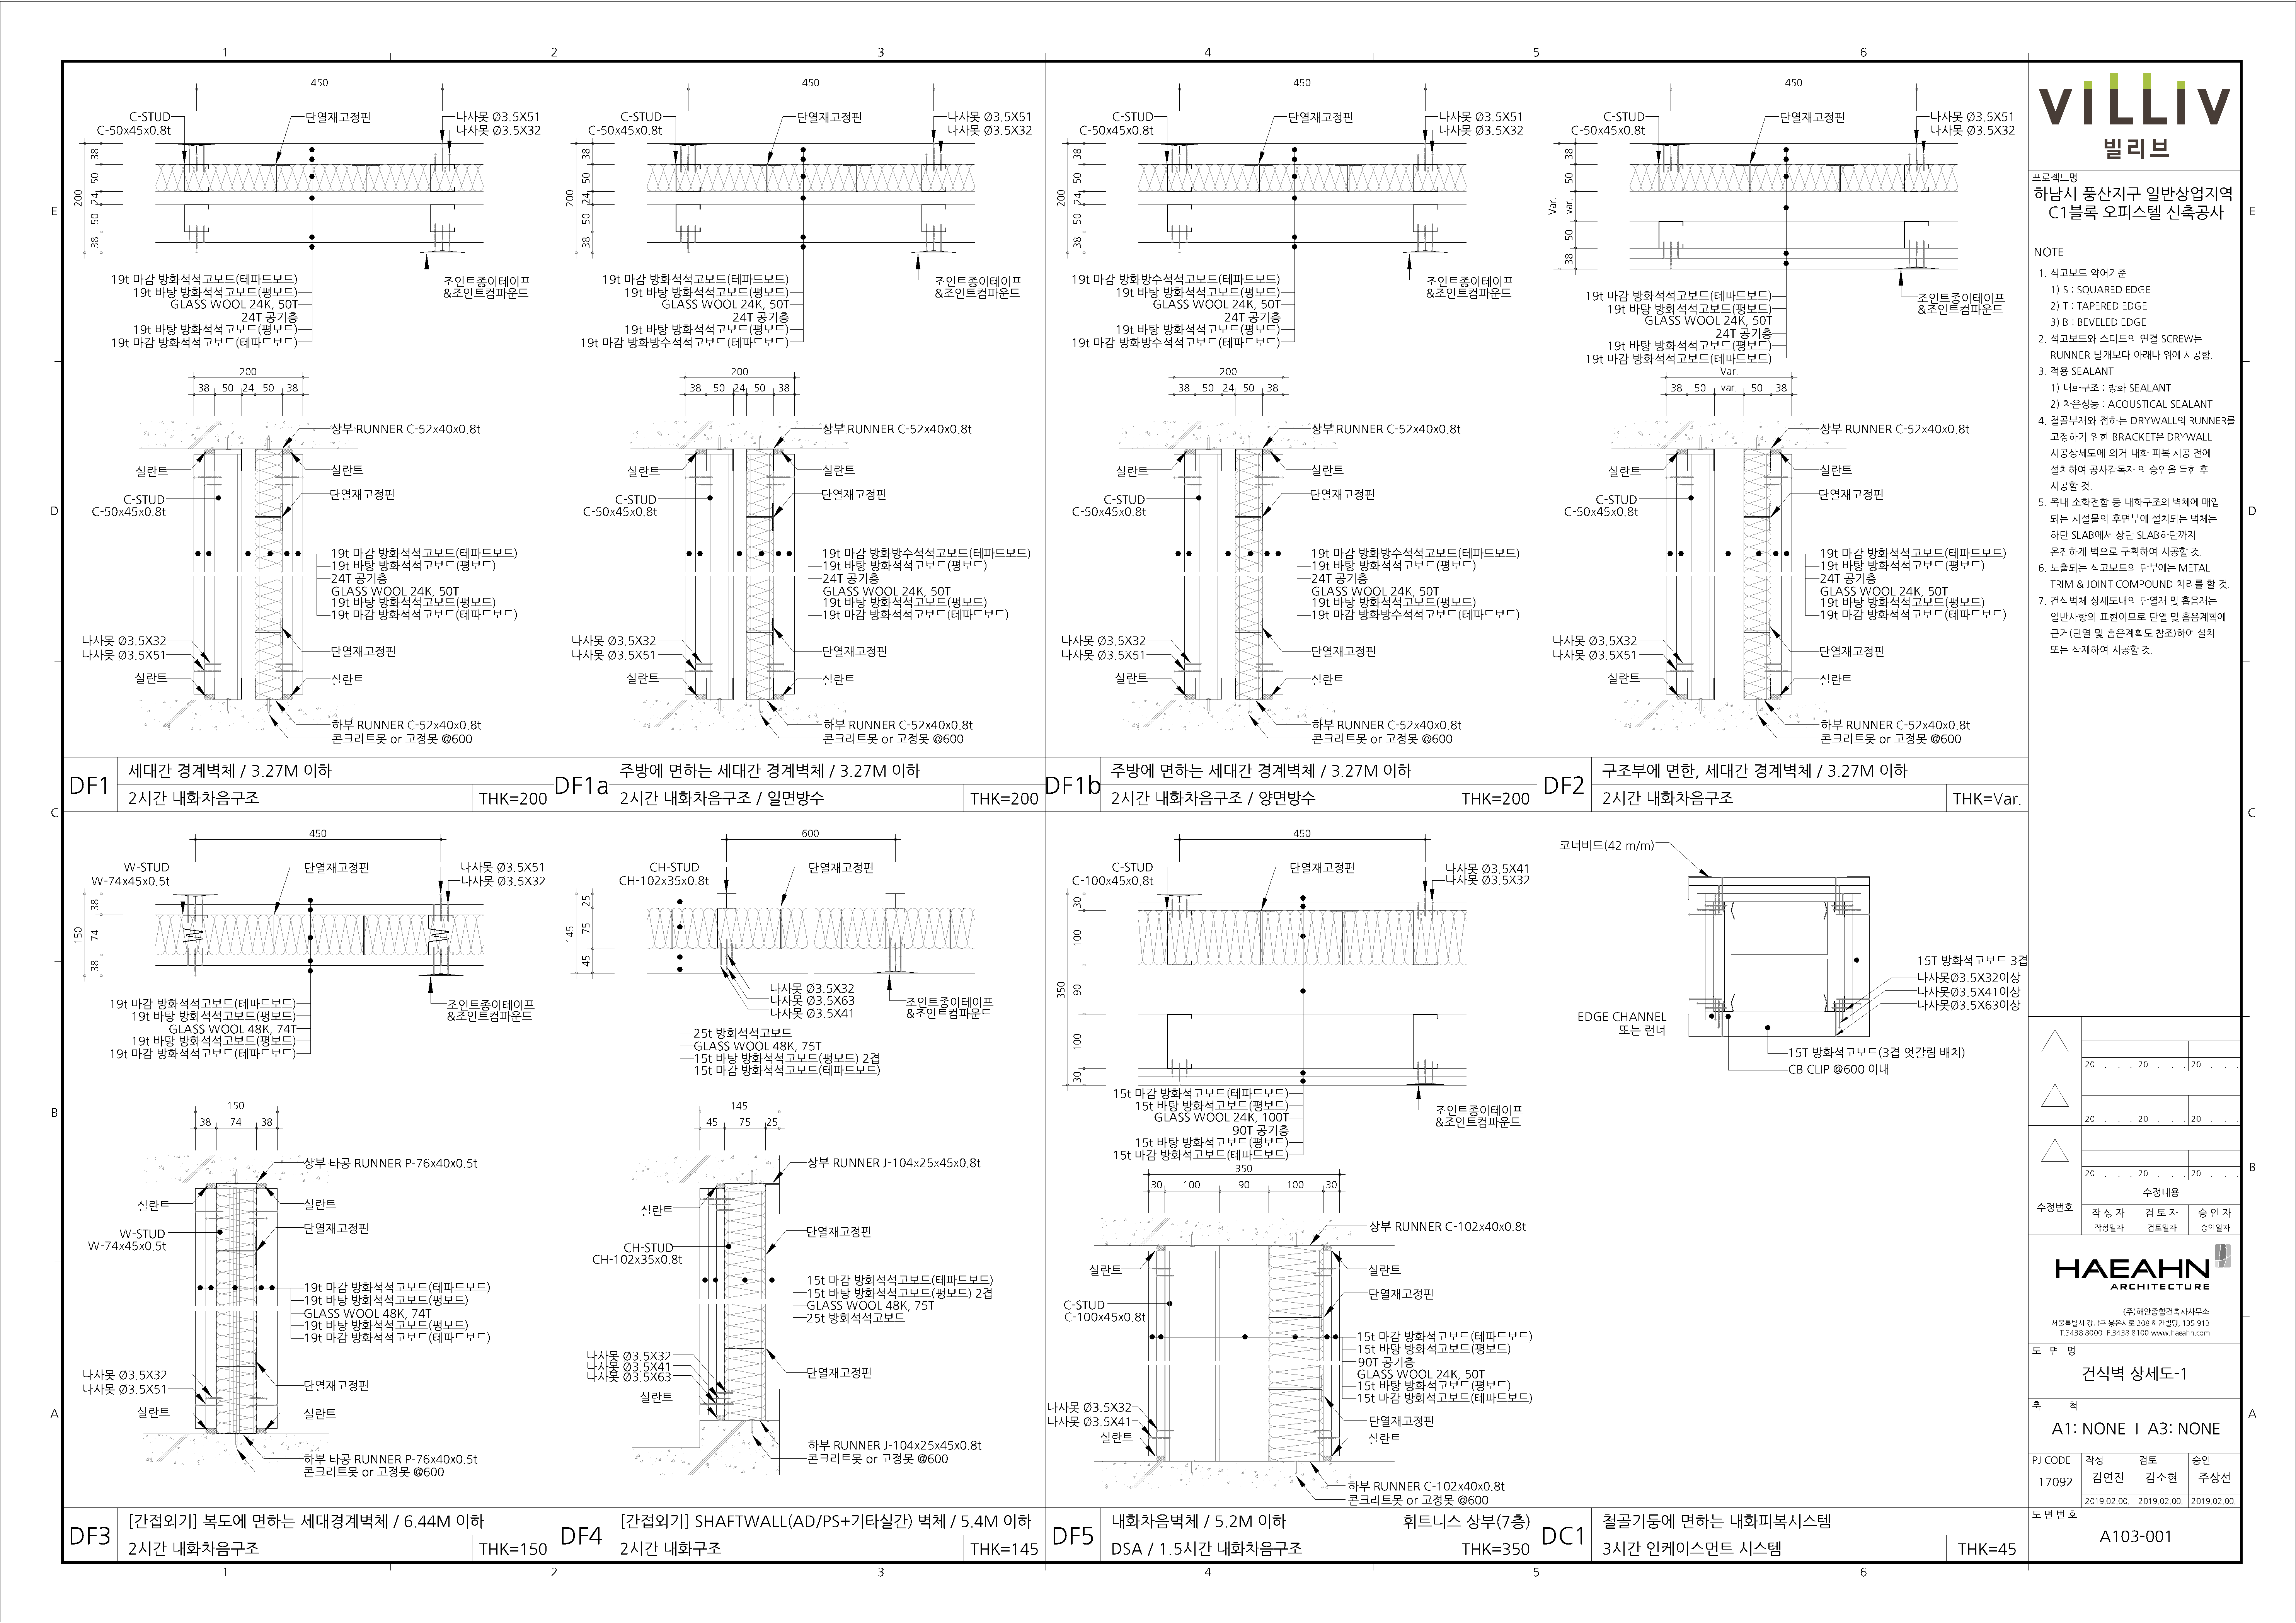 1
2
3
4
5
6
450
C-STUD
C-50x45x0.8t
단열재고정핀
나사못 Ø3.5X51
나사못 Ø3.5X32
38
50
24
50
38
200
19t 마감 방화석석고보드(테파드보드)
19t 바탕 방화석석고보드(평보드)
GLASS WOOL 24K, 50T
24T 공기층
19t 바탕 방화석석고보드(평보드)
19t 마감 방화석석고보드(테파드보드)
조인트종이테이프
&조인트컴파운드
200
38 50 24 50 38
상부 RUNNER C-52x40x0.8t
실란트
실란트
C-STUD
C-50x45x0.8t
단열재고정핀
19t 마감 방화석석고보드(테파드보드)
19t 바탕 방화석석고보드(평보드)
24T 공기층
GLASS WOOL 24K, 50T
19t 바탕 방화석석고보드(평보드)
19t 마감 방화석석고보드(테파드보드)
나사못 Ø3.5X32
나사못 Ø3.5X51
단열재고정핀
실란트
실란트
하부 RUNNER C-52x40x0.8t
콘크리트못 or 고정못 @600
DF1
세대간 경계벽체 / 3.27M 이하
2시간 내화차음구조
THK=200
450
C-STUD
C-50x45x0.8t
단열재고정핀
나사못 Ø3.5X51
나사못 Ø3.5X32
38
50
24
50
38
200
19t 마감 방화석석고보드(테파드보드)
19t 바탕 방화석석고보드(평보드)
GLASS WOOL 24K, 50T
24T 공기층
19t 바탕 방화석석고보드(평보드)
19t 마감 방화방수석석고보드(테파드보드)
조인트종이테이프
&조인트컴파운드
200
38 50 24 50 38
상부 RUNNER C-52x40x0.8t
실란트
실란트
C-STUD
C-50x45x0.8t
단열재고정핀
19t 마감 방화방수석석고보드(테파드보드)
19t 바탕 방화석석고보드(평보드)
24T 공기층
GLASS WOOL 24K, 50T
19t 바탕 방화석석고보드(평보드)
19t 마감 방화석석고보드(테파드보드)
나사못 Ø3.5X32
나사못 Ø3.5X51
단열재고정핀
실란트
실란트
하부 RUNNER C-52x40x0.8t
콘크리트못 or 고정못 @600
DF1a
주방에 면하는 세대간 경계벽체 / 3.27M 이하
2시간 내화차음구조 / 일면방수
THK=200
450
C-STUD
C-50x45x0.8t
단열재고정핀
나사못 Ø3.5X51
나사못 Ø3.5X32
38
50
24
50
38
200
19t 마감 방화방수석석고보드(테파드보드)
19t 바탕 방화석석고보드(평보드)
GLASS WOOL 24K, 50T
24T 공기층
19t 바탕 방화석석고보드(평보드)
19t 마감 방화방수석석고보드(테파드보드)
조인트종이테이프
&조인트컴파운드
200
38 50 24 50 38
상부 RUNNER C-52x40x0.8t
실란트
실란트
C-STUD
C-50x45x0.8t
단열재고정핀
19t 마감 방화방수석석고보드(테파드보드)
19t 바탕 방화석석고보드(평보드)
24T 공기층
GLASS WOOL 24K, 50T
19t 바탕 방화석석고보드(평보드)
19t 마감 방화방수석석고보드(테파드보드)
나사못 Ø3.5X32
나사못 Ø3.5X51
단열재고정핀
실란트
실란트
하부 RUNNER C-52x40x0.8t
콘크리트못 or 고정못 @600
DF1b
주방에 면하는 세대간 경계벽체 / 3.27M 이하
2시간 내화차음구조 / 양면방수
THK=200
450
C-STUD
C-50x45x0.8t
단열재고정핀
나사못 Ø3.5X51
나사못 Ø3.5X32
38
50
var.
50
38
Var.
19t 마감 방화석석고보드(테파드보드)
19t 바탕 방화석석고보드(평보드)
GLASS WOOL 24K, 50T
24T 공기층
19t 바탕 방화석석고보드(평보드)
19t 마감 방화석석고보드(테파드보드)
조인트종이테이프
&조인트컴파운드
Var.
38 50 var. 50 38
상부 RUNNER C-52x40x0.8t
실란트
실란트
C-STUD
C-50x45x0.8t
단열재고정핀
19t 마감 방화석석고보드(테파드보드)
19t 바탕 방화석석고보드(평보드)
24T 공기층
GLASS WOOL 24K, 50T
19t 바탕 방화석석고보드(평보드)
19t 마감 방화석석고보드(테파드보드)
나사못 Ø3.5X32
나사못 Ø3.5X51
단열재고정핀
실란트
실란트
하부 RUNNER C-52x40x0.8t
콘크리트못 or 고정못 @600
DF2
구조부에 면한, 세대간 경계벽체 / 3.27M 이하
2시간 내화차음구조
THK=Var.
450
W-STUD
W-74x45x0.5t
단열재고정핀
나사못 Ø3.5X51
나사못 Ø3.5X32
38
74
38
150
19t 마감 방화석석고보드(테파드보드)
19t 바탕 방화석석고보드(평보드)
GLASS WOOL 48K, 74T
19t 바탕 방화석석고보드(평보드)
19t 마감 방화석석고보드(테파드보드)
조인트종이테이프
&조인트컴파운드
150
38 74 38
상부 타공 RUNNER P-76x40x0.5t
실란트
실란트
W-STUD
W-74x45x0.5t
단열재고정핀
19t 마감 방화석석고보드(테파드보드)
19t 바탕 방화석석고보드(평보드)
GLASS WOOL 48K, 74T
19t 바탕 방화석석고보드(평보드)
19t 마감 방화석석고보드(테파드보드)
나사못 Ø3.5X32
나사못 Ø3.5X51
단열재고정핀
실란트
실란트
하부 타공 RUNNER P-76x40x0.5t
콘크리트못 or 고정못 @600
DF3
[간접외기] 복도에 면하는 세대경계벽체 / 6.44M 이하
2시간 내화차음구조
THK=150
600
CH-STUD
CH-102x35x0.8t
단열재고정핀
25
75
45
145
나사못 Ø3.5X32
나사못 Ø3.5X63
나사못 Ø3.5X41
조인트종이테이프
&조인트컴파운드
25t 방화석석고보드
GLASS WOOL 48K, 75T
15t 바탕 방화석석고보드(평보드) 2겹
15t 마감 방화석석고보드(테파드보드)
145
45 75 25
상부 RUNNER J-104x25x45x0.8t
실란트
단열재고정핀
CH-STUD
CH-102x35x0.8t
15t 마감 방화석석고보드(테파드보드)
15t 바탕 방화석석고보드(평보드) 2겹
GLASS WOOL 48K, 75T
25t 방화석석고보드
나사못 Ø3.5X32
나사못 Ø3.5X41
나사못 Ø3.5X63
단열재고정핀
실란트
하부 RUNNER J-104x25x45x0.8t
콘크리트못 or 고정못 @600
DF4
[간접외기] SHAFTWALL(AD/PS+기타실간) 벽체 / 5.4M 이하
2시간 내화구조
THK=145
450
C-STUD
C-100x45x0.8t
단열재고정핀
나사못 Ø3.5X41
나사못 Ø3.5X32
30
100
90
100
30
350
15t 마감 방화석고보드(테파드보드)
15t 바탕 방화석고보드(평보드)
GLASS WOOL 24K, 100T
90T 공기층
15t 바탕 방화석고보드(평보드)
15t 마감 방화석고보드(테파드보드)
조인트종이테이프
&조인트컴파운드
350
30 100 90 100 30
상부 RUNNER C-102x40x0.8t
실란트
실란트
단열재고정핀
C-STUD
C-100x45x0.8t
15t 마감 방화석고보드(테파드보드)
15t 바탕 방화석고보드(평보드)
90T 공기층
GLASS WOOL 24K, 50T
15t 바탕 방화석고보드(평보드)
15t 마감 방화석고보드(테파드보드)
나사못 Ø3.5X32
나사못 Ø3.5X41
단열재고정핀
실란트
실란트
하부 RUNNER C-102x40x0.8t
콘크리트못 or 고정못 @600
DF5
내화차음벽체 / 5.2M 이하 휘트니스 상부(7층)
DSA / 1.5시간 내화차음구조
THK=350
코너비드(42 m/m)
15T 방화석고보드 3겹
나사못Ø3.5X32이상
나사못Ø3.5X41이상
나사못Ø3.5X63이상
EDGE CHANNEL
또는 런너
15T 방화석고보드(3겹 엇갈림 배치)
CB CLIP @600 이내
DC1
철골기둥에 면하는 내화피복시스템
3시간 인케이스먼트 시스템
THK=45
VILLIV
빌리브
프로젝트명
하남시 풍산지구 일반상업지역
C1블록 오피스텔 신축공사
NOTE
1. 석고보드 약어기준
1) S : SQUARED EDGE
2) T : TAPERED EDGE
3) B : BEVELED EDGE
2. 석고보드와 스터드의 연결 SCREW는
RUNNER 날개보다 아래나 위에 시공함.
3. 적용 SEALANT
1) 내화구조 : 방화 SEALANT
2) 차음성능 : ACOUSTICAL SEALANT
4. 철골부재와 접하는 DRYWALL의 RUNNER를
고정하기 위한 BRACKET은 DRYWALL
시공상세도에 의거 내화 피복 시공 전에
설치하여 공사감독자 의 승인을 득한 후
시공할 것.
5. 옥내 소화전함 등 내화구조의 벽체에 매입
되는 시설물의 후면부에 설치되는 벽체는
하단 SLAB에서 상단 SLAB하단까지
온전하게 벽으로 구획하여 시공할 것.
6. 노출되는 석고보드의 단부에는 METAL
TRIM & JOINT COMPOUND 처리를 할 것.
7. 건식벽체 상세도내의 단열재 및 흡음재는
일반사항의 표현이므로 단열 및 흡음계획에
근거(단열 및 흡음계획도 참조)하여 설치
또는 삭제하여 시공할 것.
20 . . . 20 . . . 20 . . .
20 . . . 20 . . . 20 . . .
20 . . . 20 . . . 20 . . .
수정번호
수정내용
작 성 자 검 토 자 승 인 자
작성일자 검토일자 승인일자
HAEAHN
ARCHITECTURE
(주)해안종합건축사사무소
서울특별시 강남구 봉은사로 208 해안빌딩, 135-913
T.3438 8000 F.3438 8100 www.haeahn.com
도 면 명
건식벽 상세도-1
축 척
A1: NONE I A3: NONE
PJ CODE 작성 검토 승인
17092 김연진 김소현 주상선
2019.02.00. 2019.02.00. 2019.02.00.
도 면 번 호
A103-001
E
D
C
B
A
E
D
C
B
A
1
2
3
4
5
6